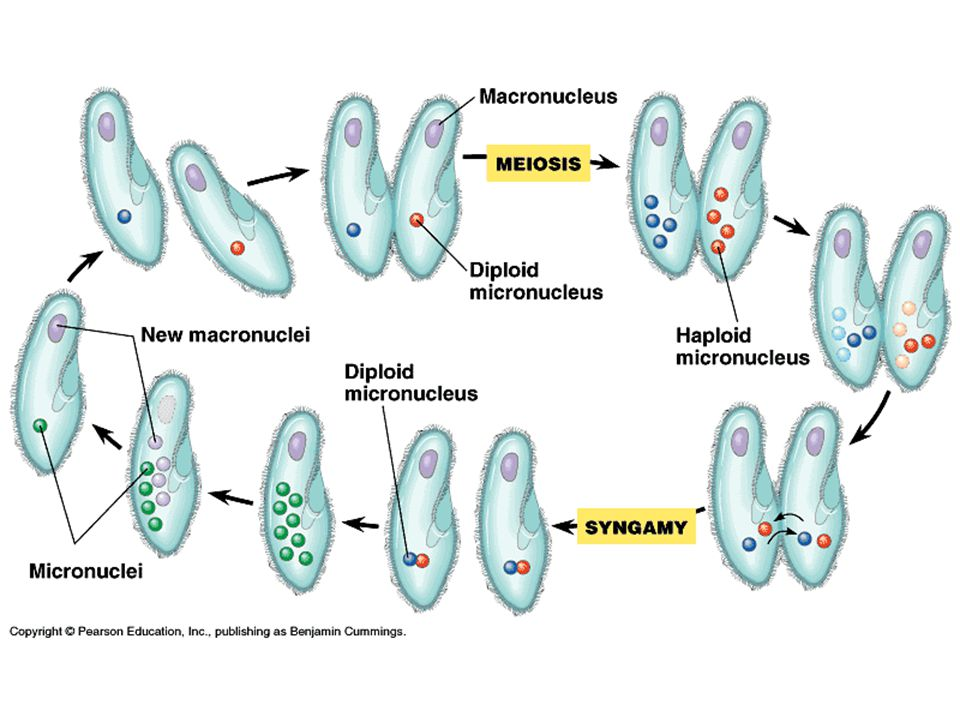 Macronucleus
MEIOSIS
Diploid
micronucleus
Haploid
micronucleus
New macronuclei
Diploid
micronucleus
SYNGAMY
Micronuclei
Copyright © Pearson Education, Inc., publishing as Benjamin Cummings.